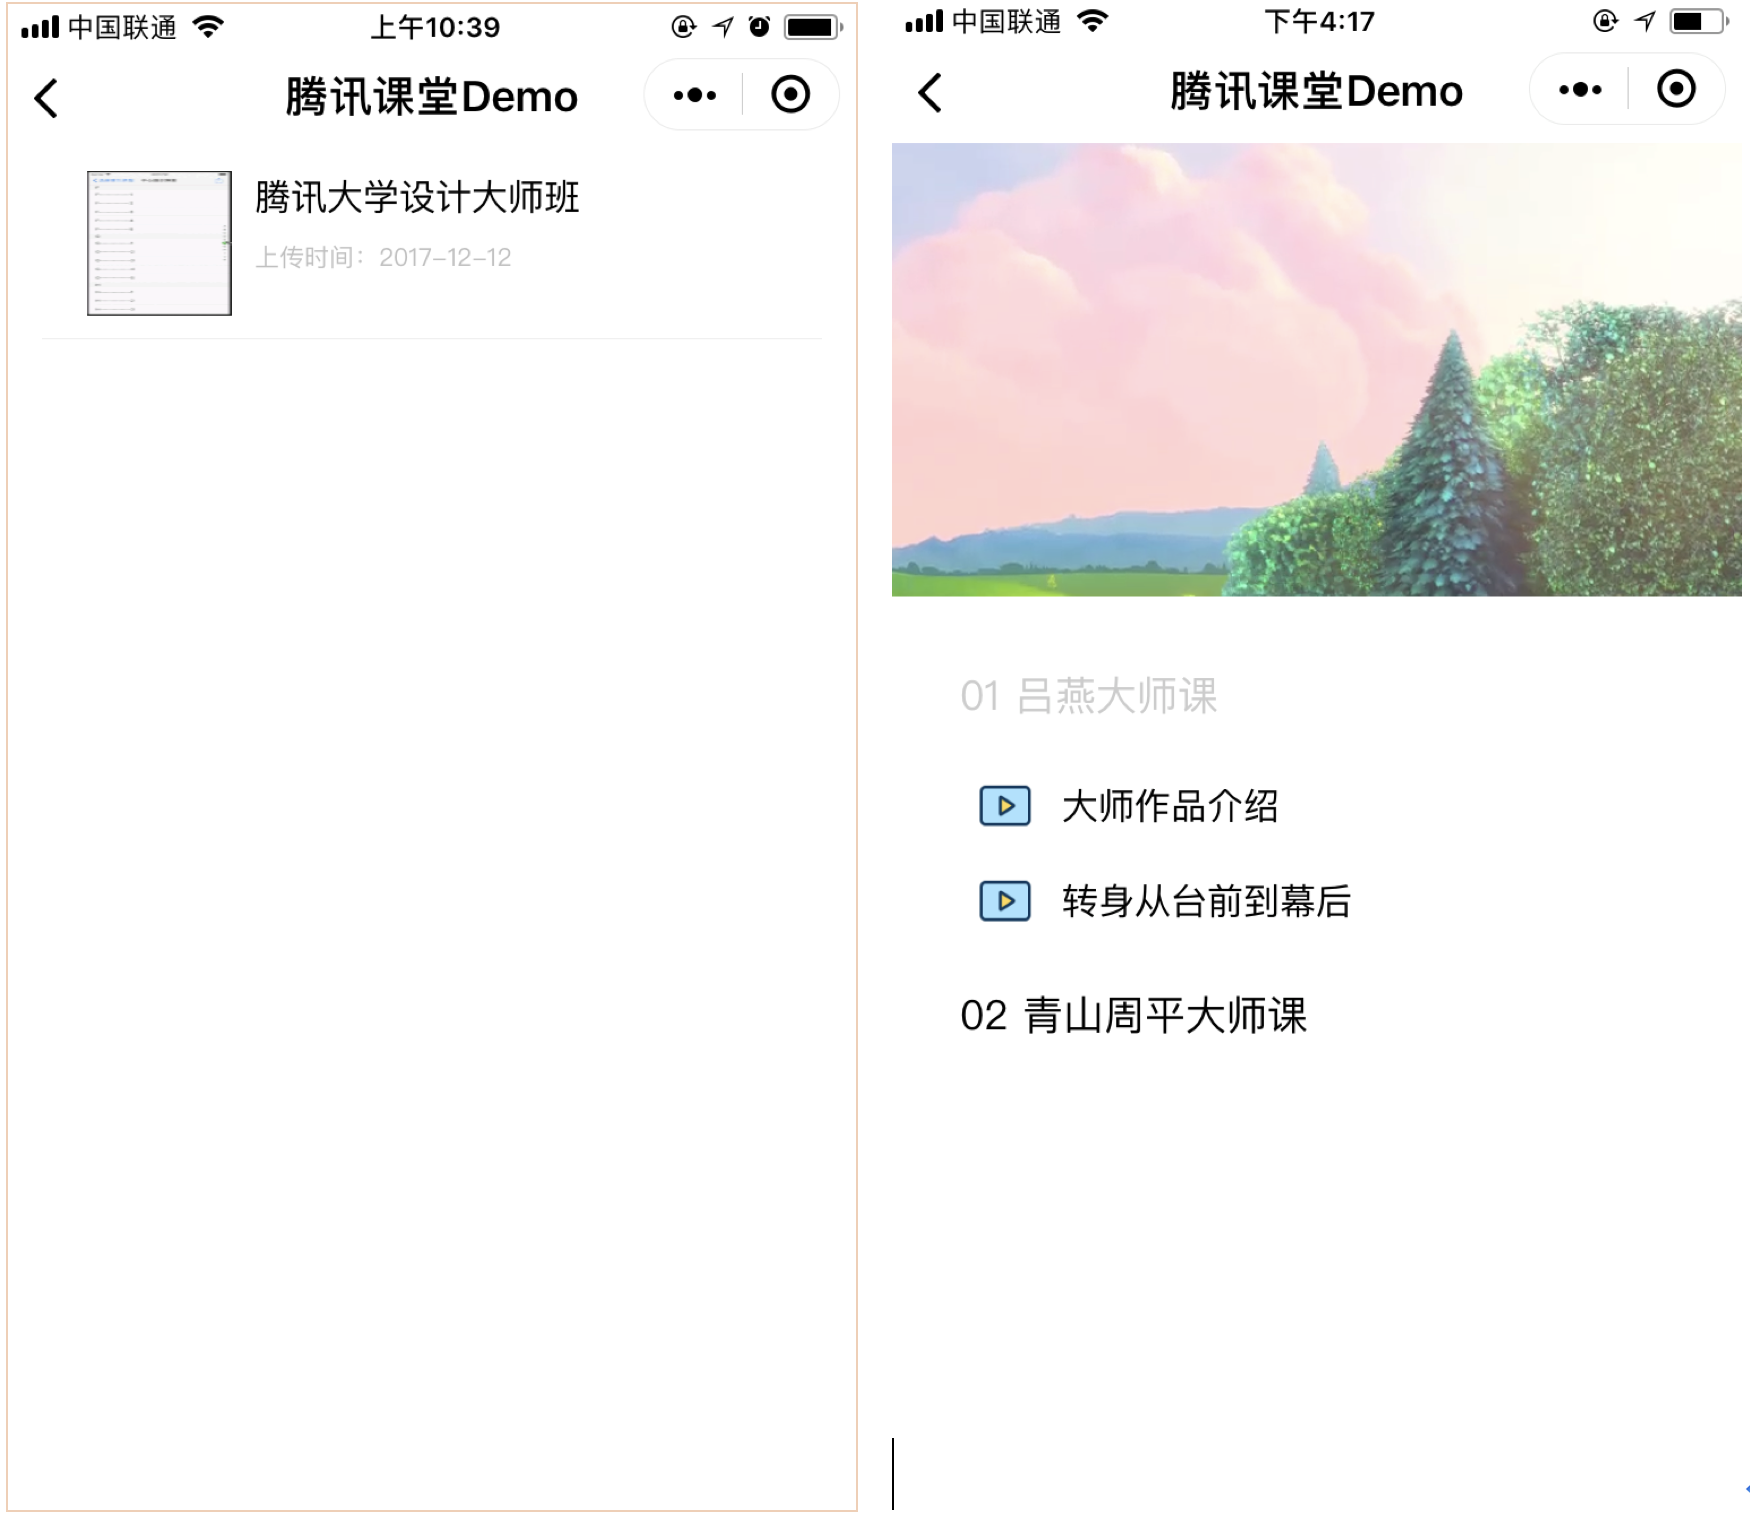 中国联通
上午10:39
腾讯课堂Demo
腾讯大学设计大师班
上传时间：2017-12-12
中国联通
下午4:17
腾讯课堂Demo
01 吕燕大师课
大师作品介绍
转身从台前到幕后
02 青山周平大师课